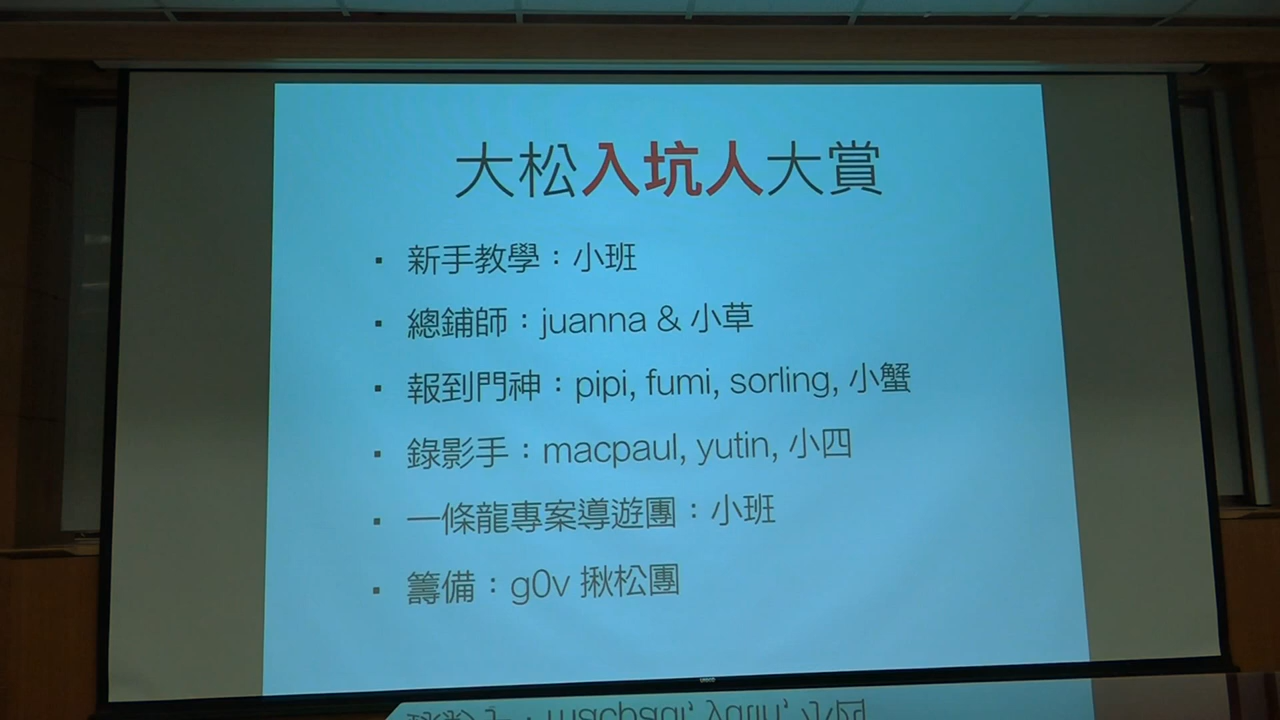 大松入坑人大賞
▪ 新手教學：小班
▪ 總鋪師：juanna & 小草
▪ 報到門神：pipi, fumi, sorling, 小蟹
▪ 錄影手：macpaul, yutin, 小四
▪ 一條龍專案導遊團：小班
▪ 籌備：g0v 揪松團